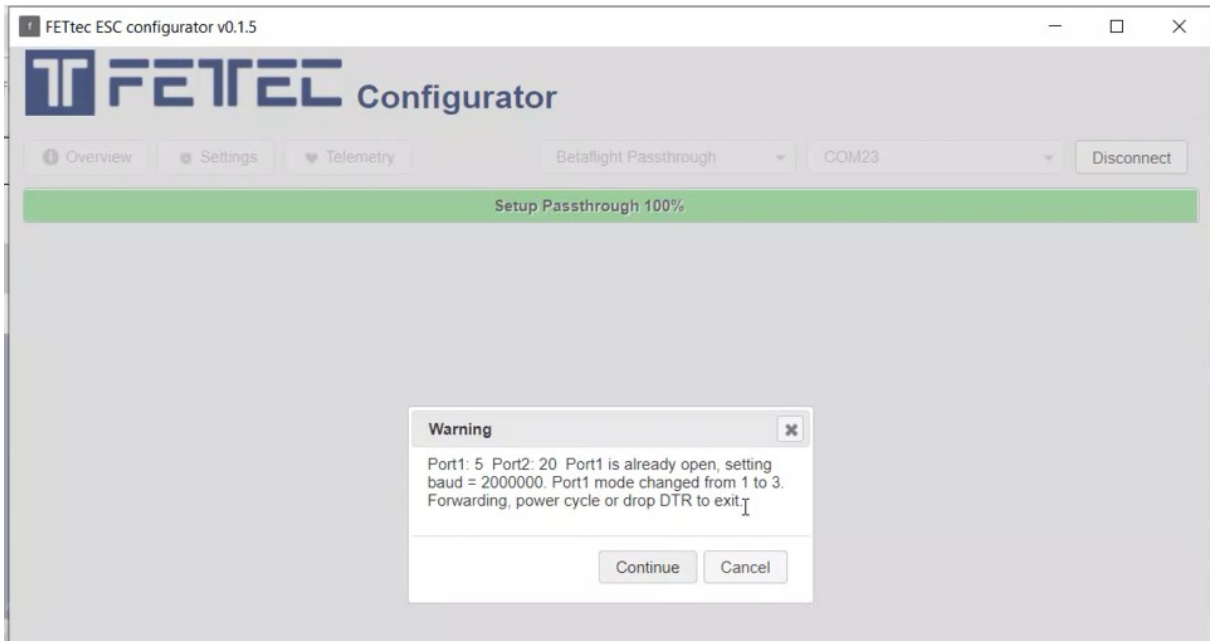 FETtec ESC configurator v0.1.5
FETTEC Configurator
Overview Settings Telemetry Betaflight Passthrough COM23 Disconnect
Setup Passthrough 100%
Warning
Port1: 5 Port2: 20 Port1 is already open, setting
baud = 2000000. Port1 mode changed from 1 to 3.
Forwarding, power cycle or drop DTR to exit.
Continue Cancel